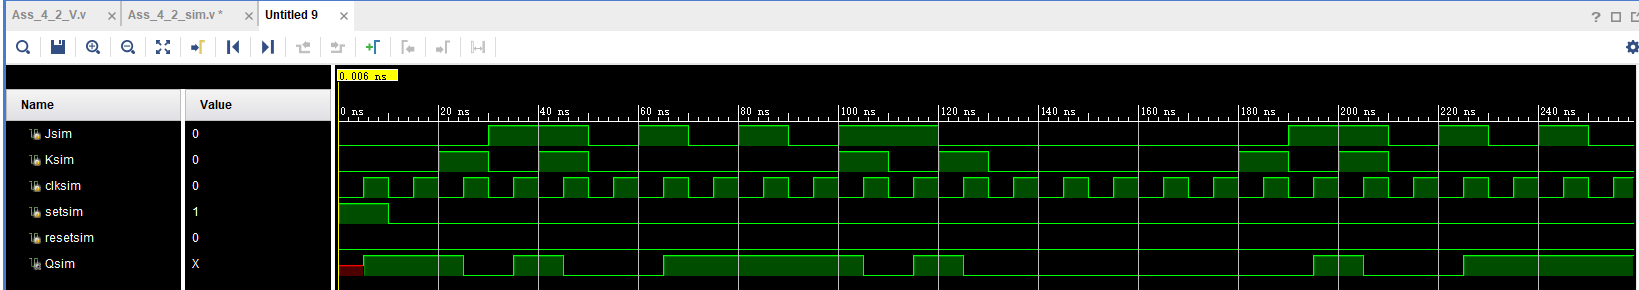 Ass_4_2_V.v × Ass_4_2_sim.v * × Untitled 9 ×
?
0.006 ns
Name Value
0 ns 20 ns 40 ns 60 ns 80 ns 100 ns 120 ns 140 ns 160 ns 180 ns 200 ns 220 ns 240 ns
Jsim 0
Ksim 0
clksim 0
setsim 1
resetsim 0
Qsim X